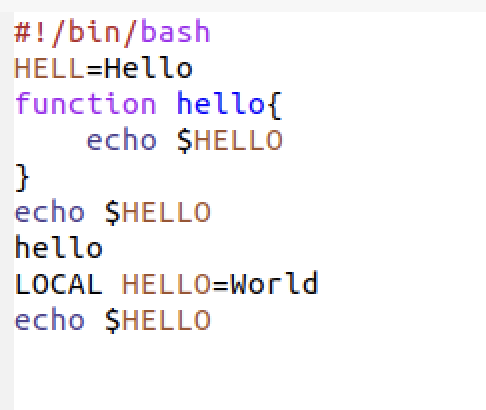 #!/bin/bash
HELL=Hello
function hello{
    echo $HELLO
}
echo $HELLO
hello
LOCAL HELLO=World
echo $HELLO